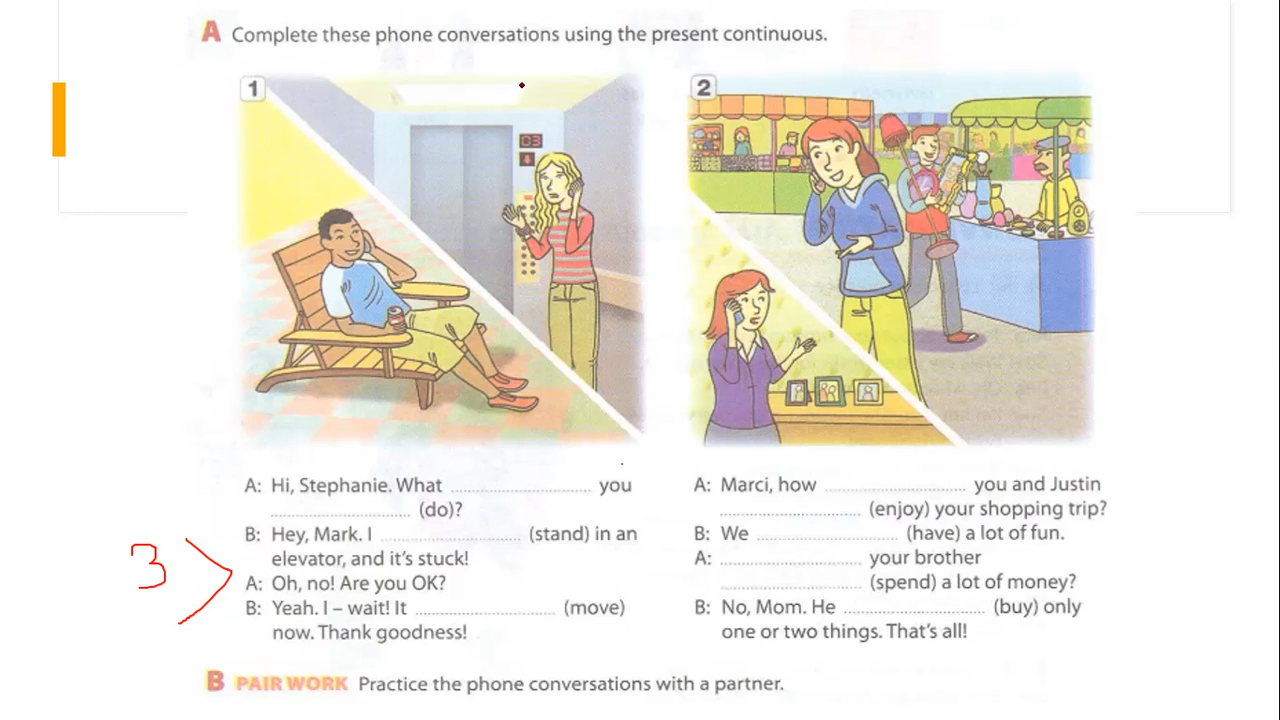 A Complete these phone conversations using the present continuous.
1
03
A: Hi, Stephanie. What ........................ you
........................ (do)?
B: Hey, Mark. I ........................ (stand) in an
elevator, and it's stuck!
A: Oh, no! Are you OK?
B: Yeah. I – wait! It ........................ (move)
now. Thank goodness!
3
2
A: Marci, how ........................ you and Justin
........................ (enjoy) your shopping trip?
B: We ........................ (have) a lot of fun.
A: ........................ your brother
........................ (spend) a lot of money?
B: No, Mom. He ........................ (buy) only
one or two things. That's all!
B PAIR WORK Practice the phone conversations with a partner.